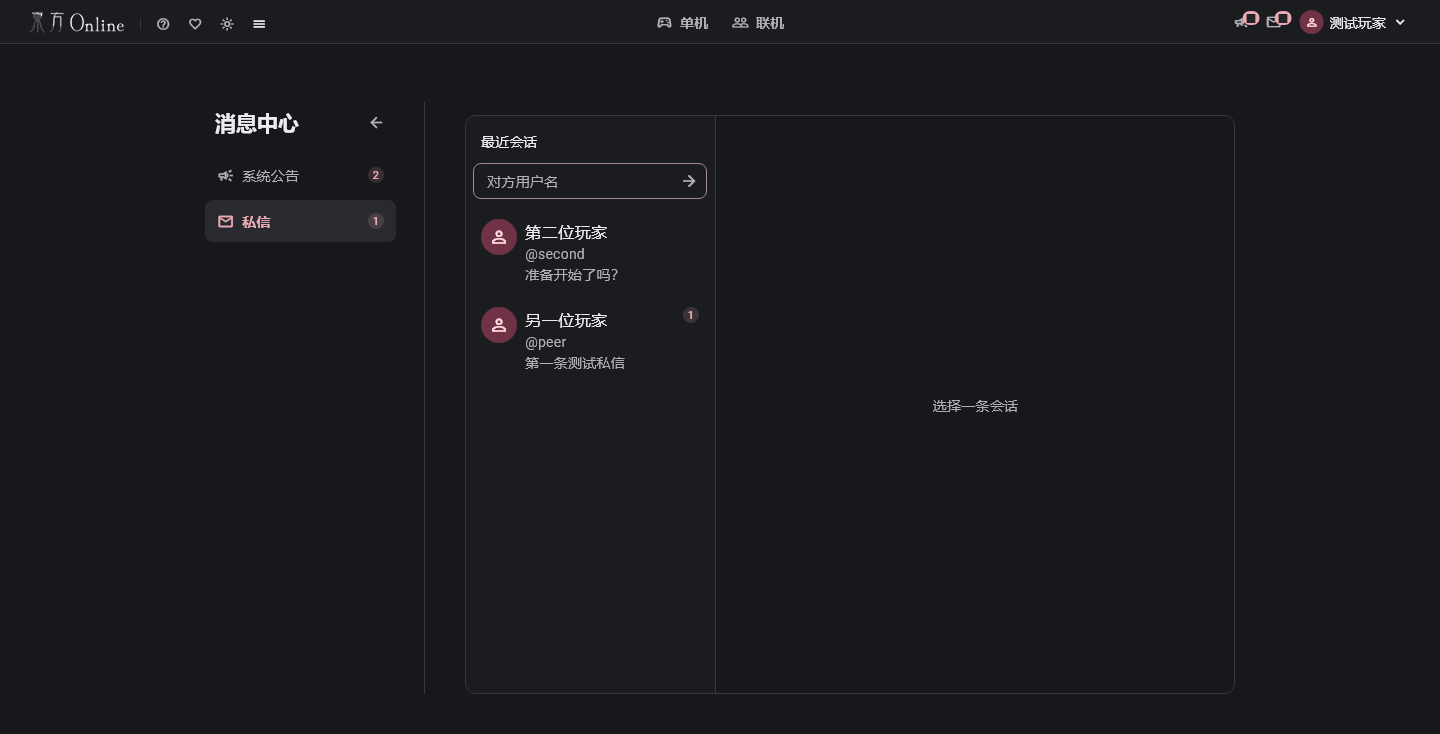 東方Online
单机
联机
测试玩家
消息中心
系统公告
2
私信
1
最近会话
对方用户名
第二位玩家
@second
准备开始了吗?
另一位玩家
1
@peer
第一条测试私信
选择一条会话